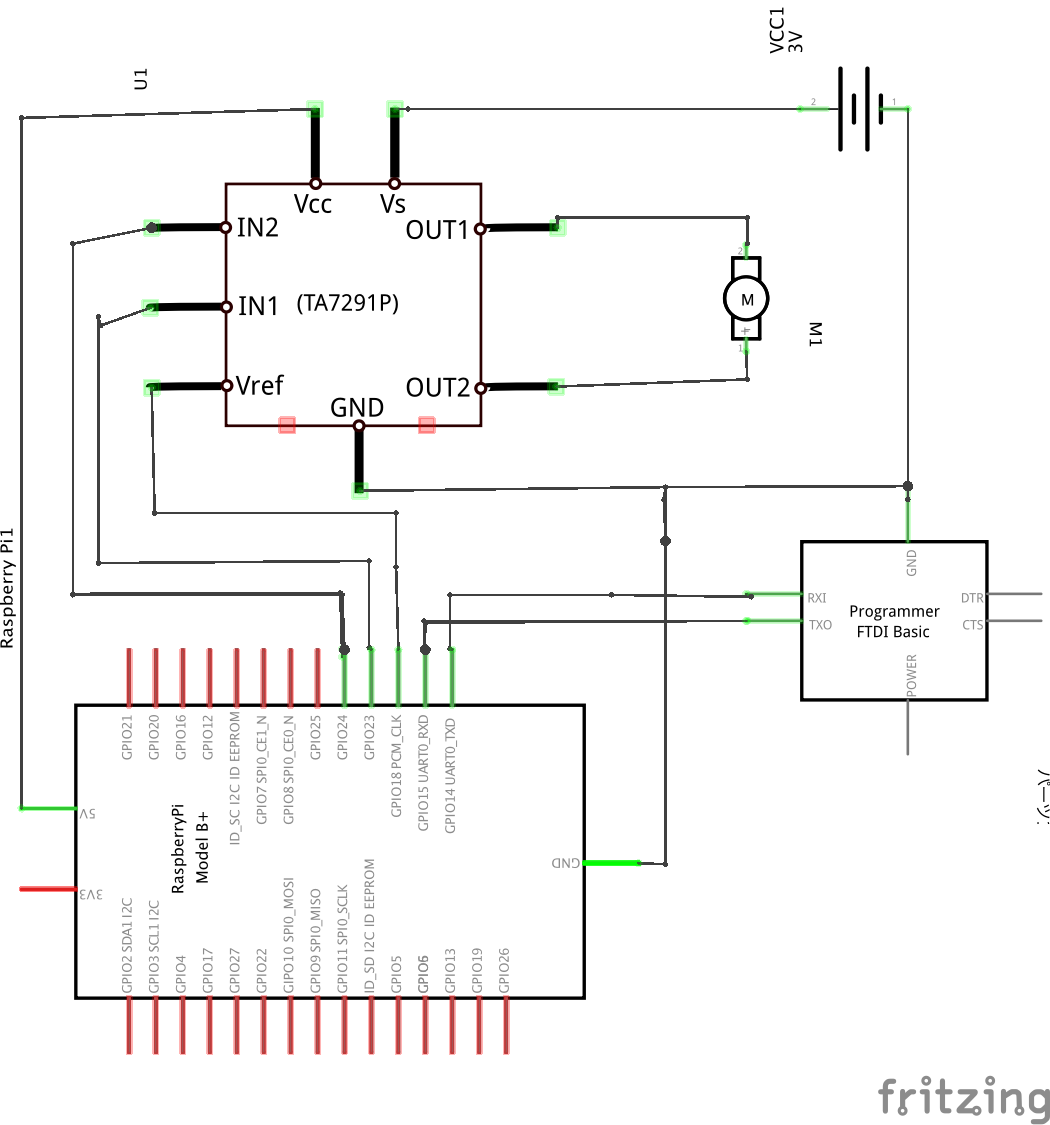 VCC1
3V
U1
2
1
Vcc
Vs
IN2
OUT1
IN1
(TA7291P)
Vref
OUT2
GND
2
M
+
1
M1
Raspberry Pi1
GND
RXI
TXO
Programmer
FTDI Basic
DTR
CTS
POWER
GPIO21
GPIO20
GPIO16
GPIO12
ID_SC I2C ID EEPROM
GPIO7 SPI0_CE1_N
GPIO8 SPI0_CE0_N
GPIO25
GPIO24
GPIO23
GPIO18 PCM_CLK
GPIO15 UART0_RXD
GPIO14 UART0_TXD
5V
3V3
RaspberryPi
Model B+
GND
GPIO2 SDA1 I2C
GPIO3 SCL1 I2C
GPIO4
GPIO17
GPIO27
GPIO22
GIPO10 SPI0_MOSI
GPIO9 SPI0_MISO
GPIO11 SPI0_SCLK
ID_SD I2C ID EEPROM
GPIO5
GPIO6
GPIO13
GPIO19
GPIO26
fritzing